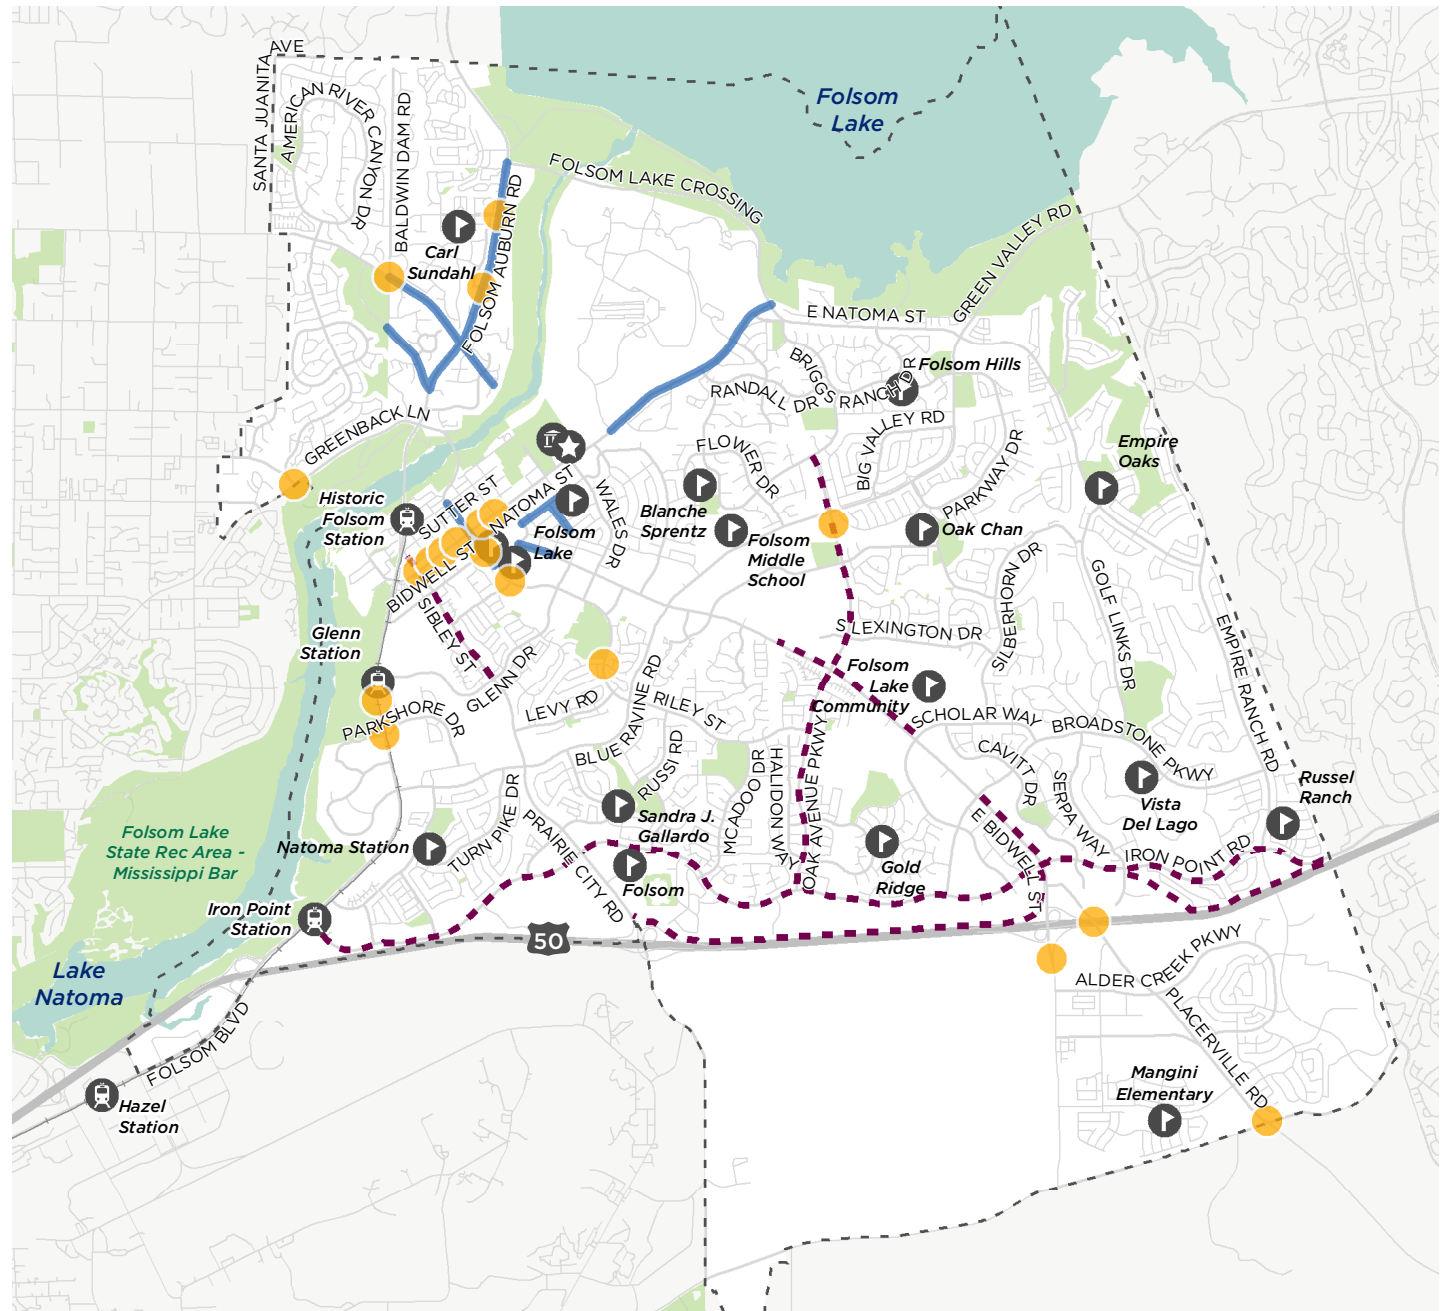 AVE
SANTA JUANITA
AMERICAN RIVER CANYON DR
BALDWIN DAM RD
Folsom
Lake
FOLSOM LAKE CROSSING
Carl
Sundahl
FOLSOM AUBURN RD
GREEN VALLEY RD
E NATOMA ST
BRIGGS RANCH DR
Folsom Hills
RANDALL DR
BIG VALLEY RD
GREENBACK LN
FLOWER DR
PARKWAY DR
Empire
Oaks
Historic
Folsom
Station
SUTTER ST
NATOMA ST
WALES DR
Folsom
Lake
Blanche
Sprentz
Folsom
Middle
School
Oak Chan
BIDWELL ST
SIBLEY ST
SILBERHORN DR
GOLF LINKS DR
EMPIRE RANCH RD
S LEXINGTON DR
Glenn
Station
GLENN DR
LEVY RD
BLUE RAVINE RD
RILEY ST
Folsom
Lake
Community
PARKSHORE DR
SCHOLAR WAY
BROADSTONE PKWY
CAVITT DR
SERPA WAY
RUSSI RD
MCADOO DR
HALIDON WAY
OAK AVENUE PKWY
Vista
Del Lago
Russel
Ranch
Sandra J.
Gallardo
TURN PIKE DR
PRAIRIE CITY RD
Natoma Station
Folsom
Gold
Ridge
E BIDWELL ST
IRON POINT RD
Folsom Lake
State Rec Area -
Mississippi Bar
Iron Point
Station
50
Lake
Natoma
ALDER CREEK PKWY
PLACERVILLE RD
FOLSOM BLVD
Hazel
Station
Mangini
Elementary